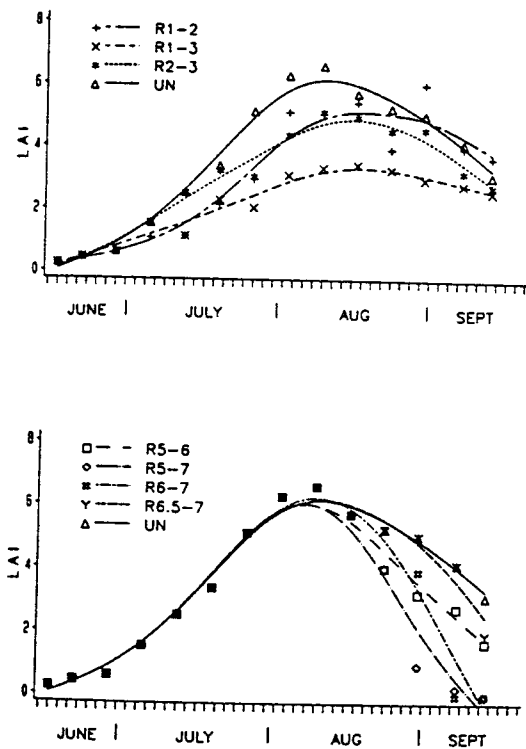 8
6
4
2
0
LAI
R1-2
R1-3
R2-3
UN
JUNE | JULY | AUG | SEPT
8
6
4
2
0
LAI
R5-6
R5-7
R6-7
R6.5-7
UN
JUNE | JULY | AUG | SEPT